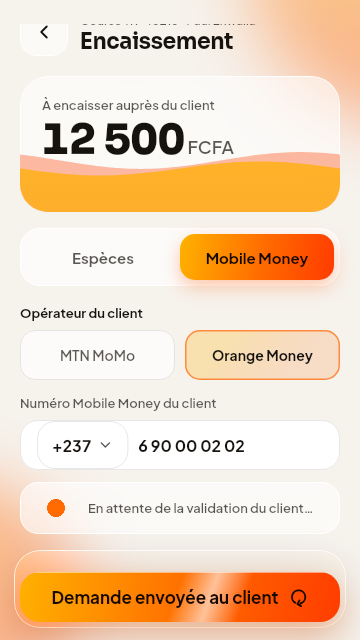 Encaissement
À encaisser auprès du client
12 500 FCFA
Espèces
Mobile Money
Opérateur du client
MTN MoMo
Orange Money
Numéro Mobile Money du client
+237
6 90 00 02 02
En attente de la validation du client…
Demande envoyée au client